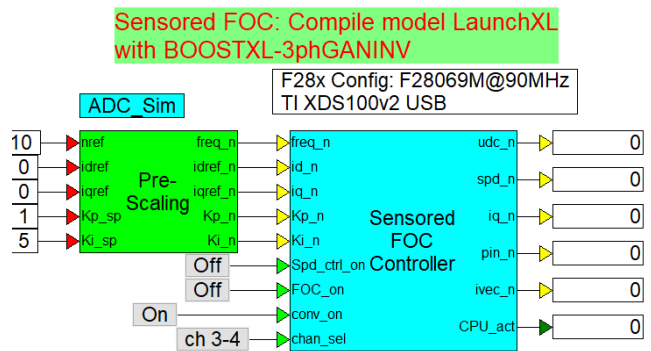 Sensored FOC: Compile model LaunchXL
with BOOSTXL-3phGANINV
F28x Config: F28069M@90MHz
TI XDS100v2 USB
ADC_Sim
10 nref freq_n freq_n udc_n 0
0 idref idref_n id_n spd_n 0
0 iqref Pre-Scaling iqref_n iq_n iq_n 0
1 Kp_sp Kp_n Kp_n Sensored FOC Controller pin_n 0
5 Ki_sp Ki_n Ki_n ivec_n 0
Off Spd_ctrl_on
Off FOC_on
On conv_on CPU_act 0
ch 3-4 chan_sel